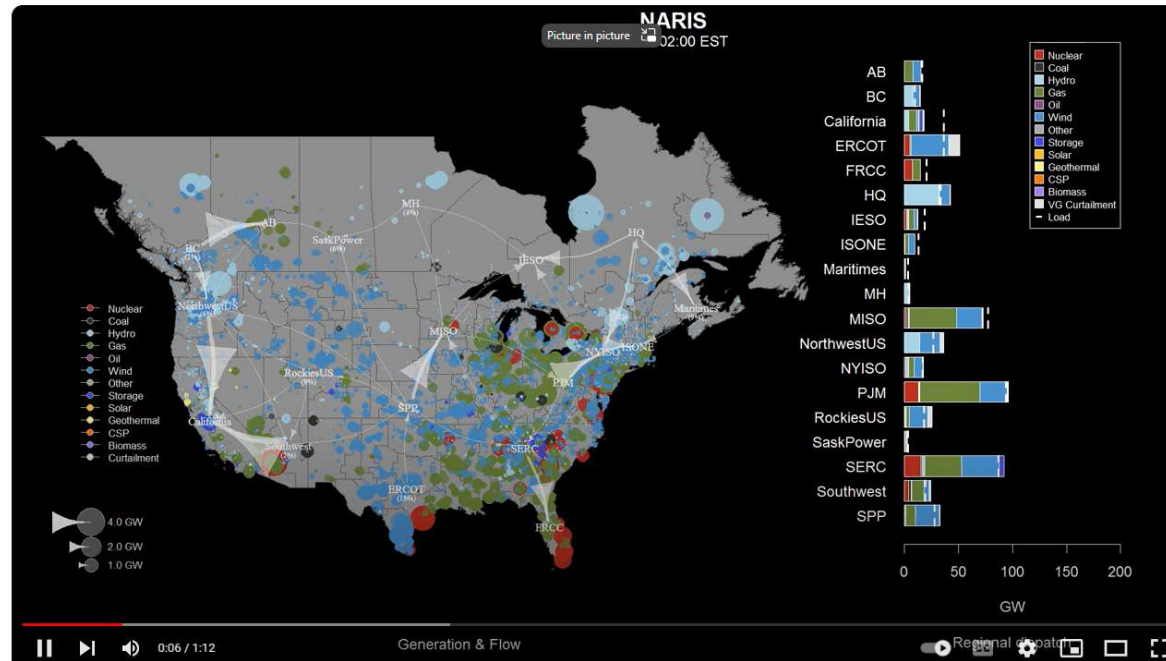 NARIS
Picture in picture
02:00 EST
Nuclear
Coal
Hydro
Gas
Oil
Wind
Other
Storage
Solar
Geothermal
CSP
Biomass
VG Curtailment
Load
AB
BC
California
ERCOT
FRCC
HQ
IESO
ISONE
Maritimes
MH
MISO
NorthwestUS
NYISO
PJM
RockiesUS
SaskPower
SERC
Southwest
SPP
0 50 100 150 200
GW
MH
(3%)
AB
SaskPower
(6%)
BC
HQ
IESO
NorthwestUS
(6%)
Maritimes
(9%)
MISO
NYISO
ISONE
RockiesUS
PJM
SPP
California
Southwest
(2%)
SERC
ERCOT
FRCC
Nuclear
Coal
Hydro
Gas
Oil
Wind
Other
Storage
Solar
Geothermal
CSP
Biomass
Curtailment
4.0 GW
2.0 GW
1.0 GW
0:06 / 1:12
Generation & Flow
Regional dispatch